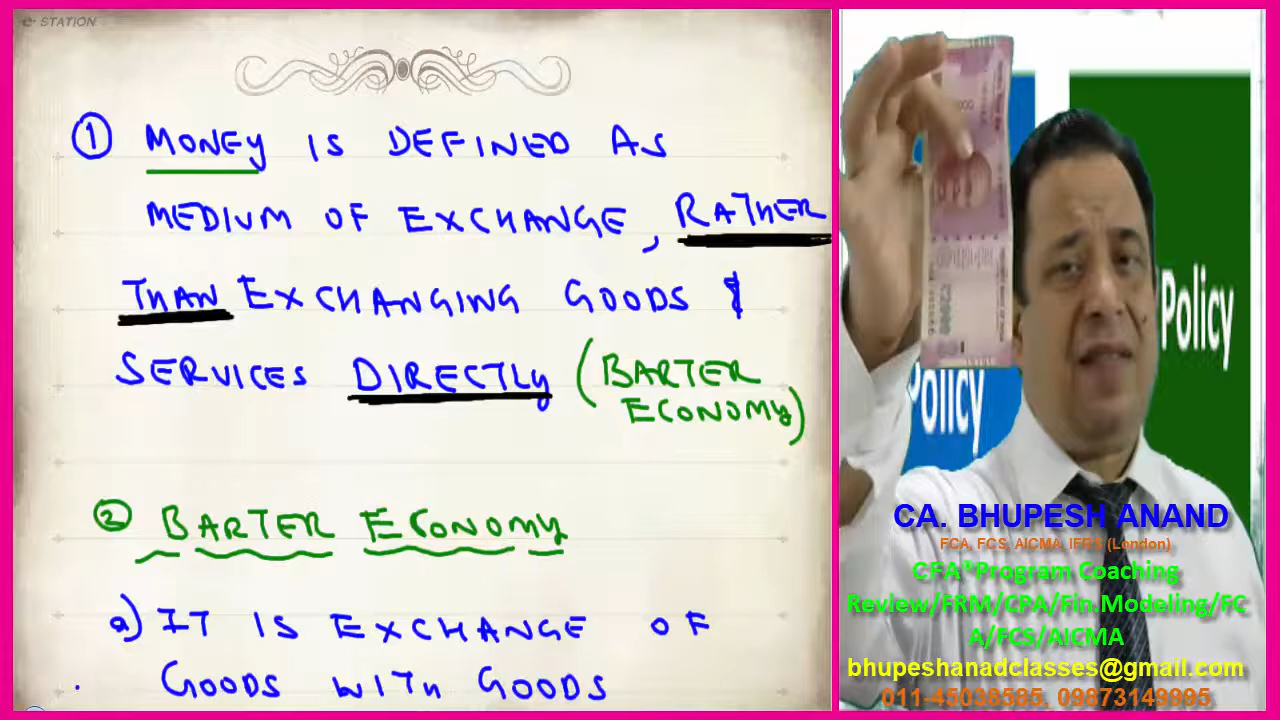 e-STATION
① MONEY IS DEFINED AS
MEDIUM OF EXCHANGE, RATHER
THAN EXCHANGING GOODS &
SERVICES DIRECTLY (BARTER
ECONOMY)
② BARTER ECONOMY
a) IT IS EXCHANGE OF
GOODS WITH GOODS
Policy
Policy
CA. BHUPESH ANAND
FCA, FCS, AICMA, IFRS (London)
CFA®Program Coaching
Review/FRM/CPA/Fin.Modeling/FC
A/FCS/AICMA
bhupeshanadclasses@gmail.com
011-45038585, 09873149995